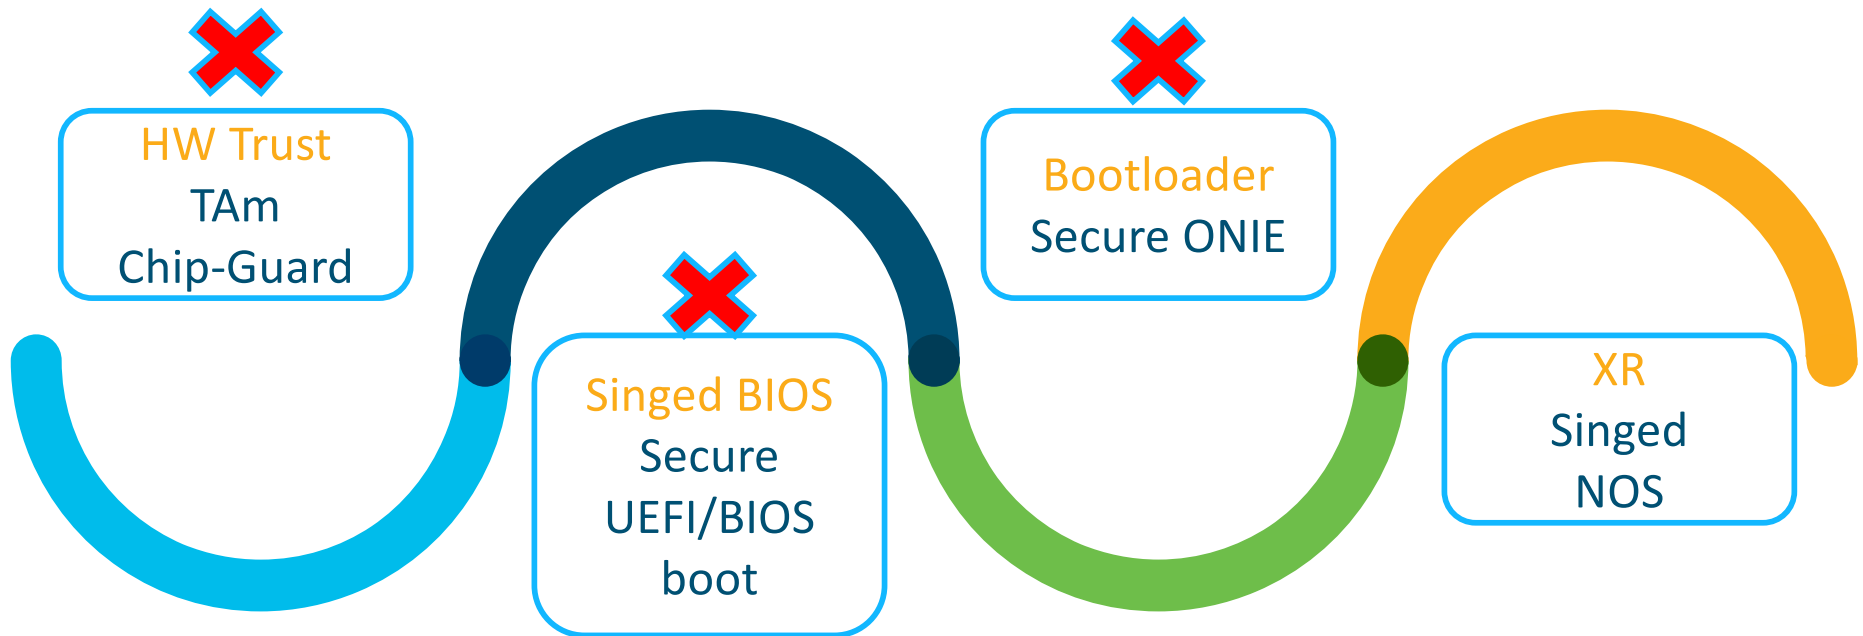 HW Trust
TAm
Chip-Guard
Singed BIOS
Secure
UEFI/BIOS
boot
Bootloader
Secure ONIE
XR
Singed
NOS